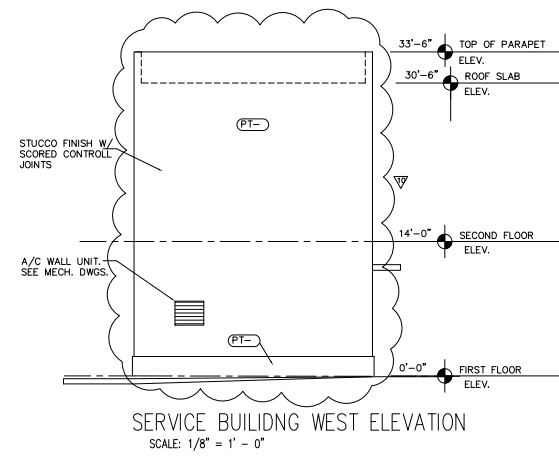 33'-6" TOP OF PARAPET
ELEV.
30'-6" ROOF SLAB
ELEV.
PT-
STUCCO FINISH W/
SCORED CONTROLL
JOINTS
10
14'-0" SECOND FLOOR
ELEV.
A/C WALL UNIT.
SEE MECH. DWGS.
PT-
0'-0" FIRST FLOOR
ELEV.
SERVICE BUILIDNG WEST ELEVATION
SCALE: 1/8" = 1' - 0"